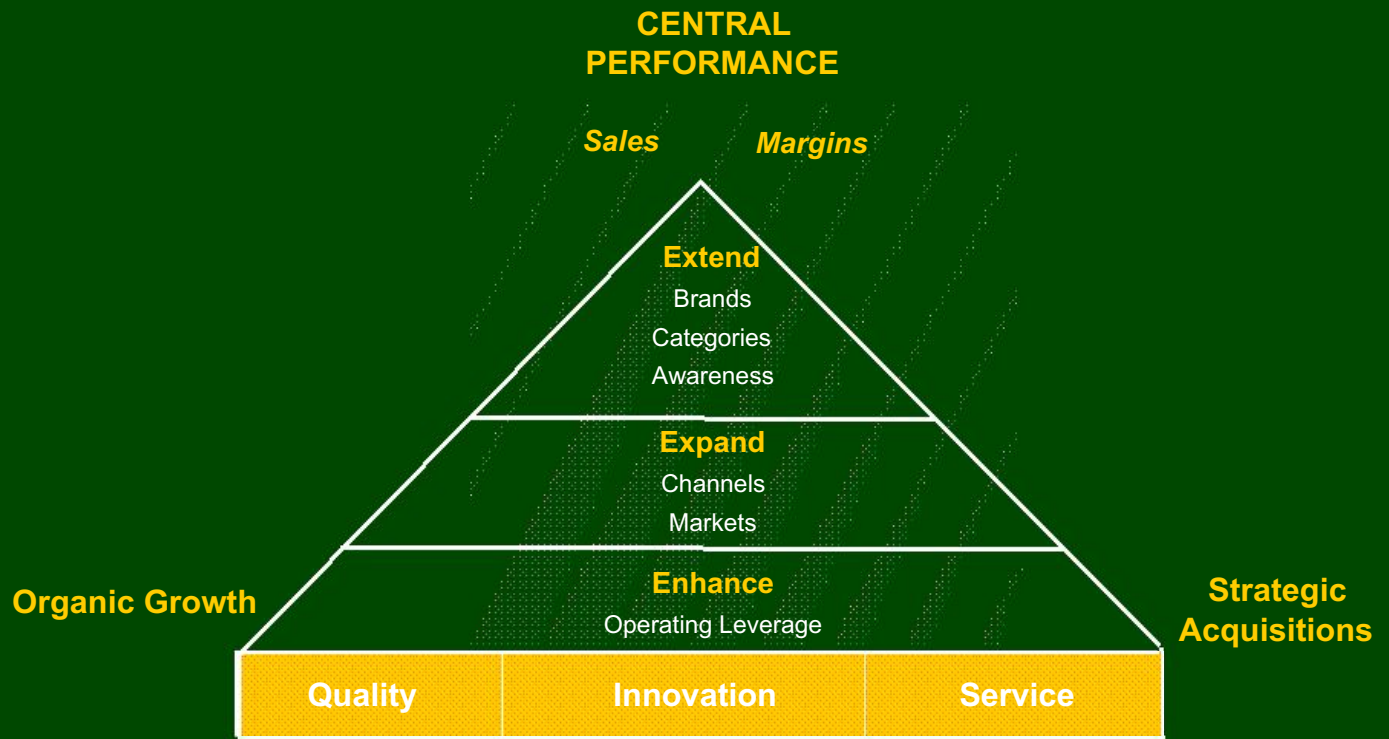 CENTRAL
PERFORMANCE
Sales
Margins
Extend
Brands
Categories
Awareness
Expand
Channels
Markets
Enhance
Operating Leverage
Organic Growth
Strategic
Acquisitions
Quality
Innovation
Service